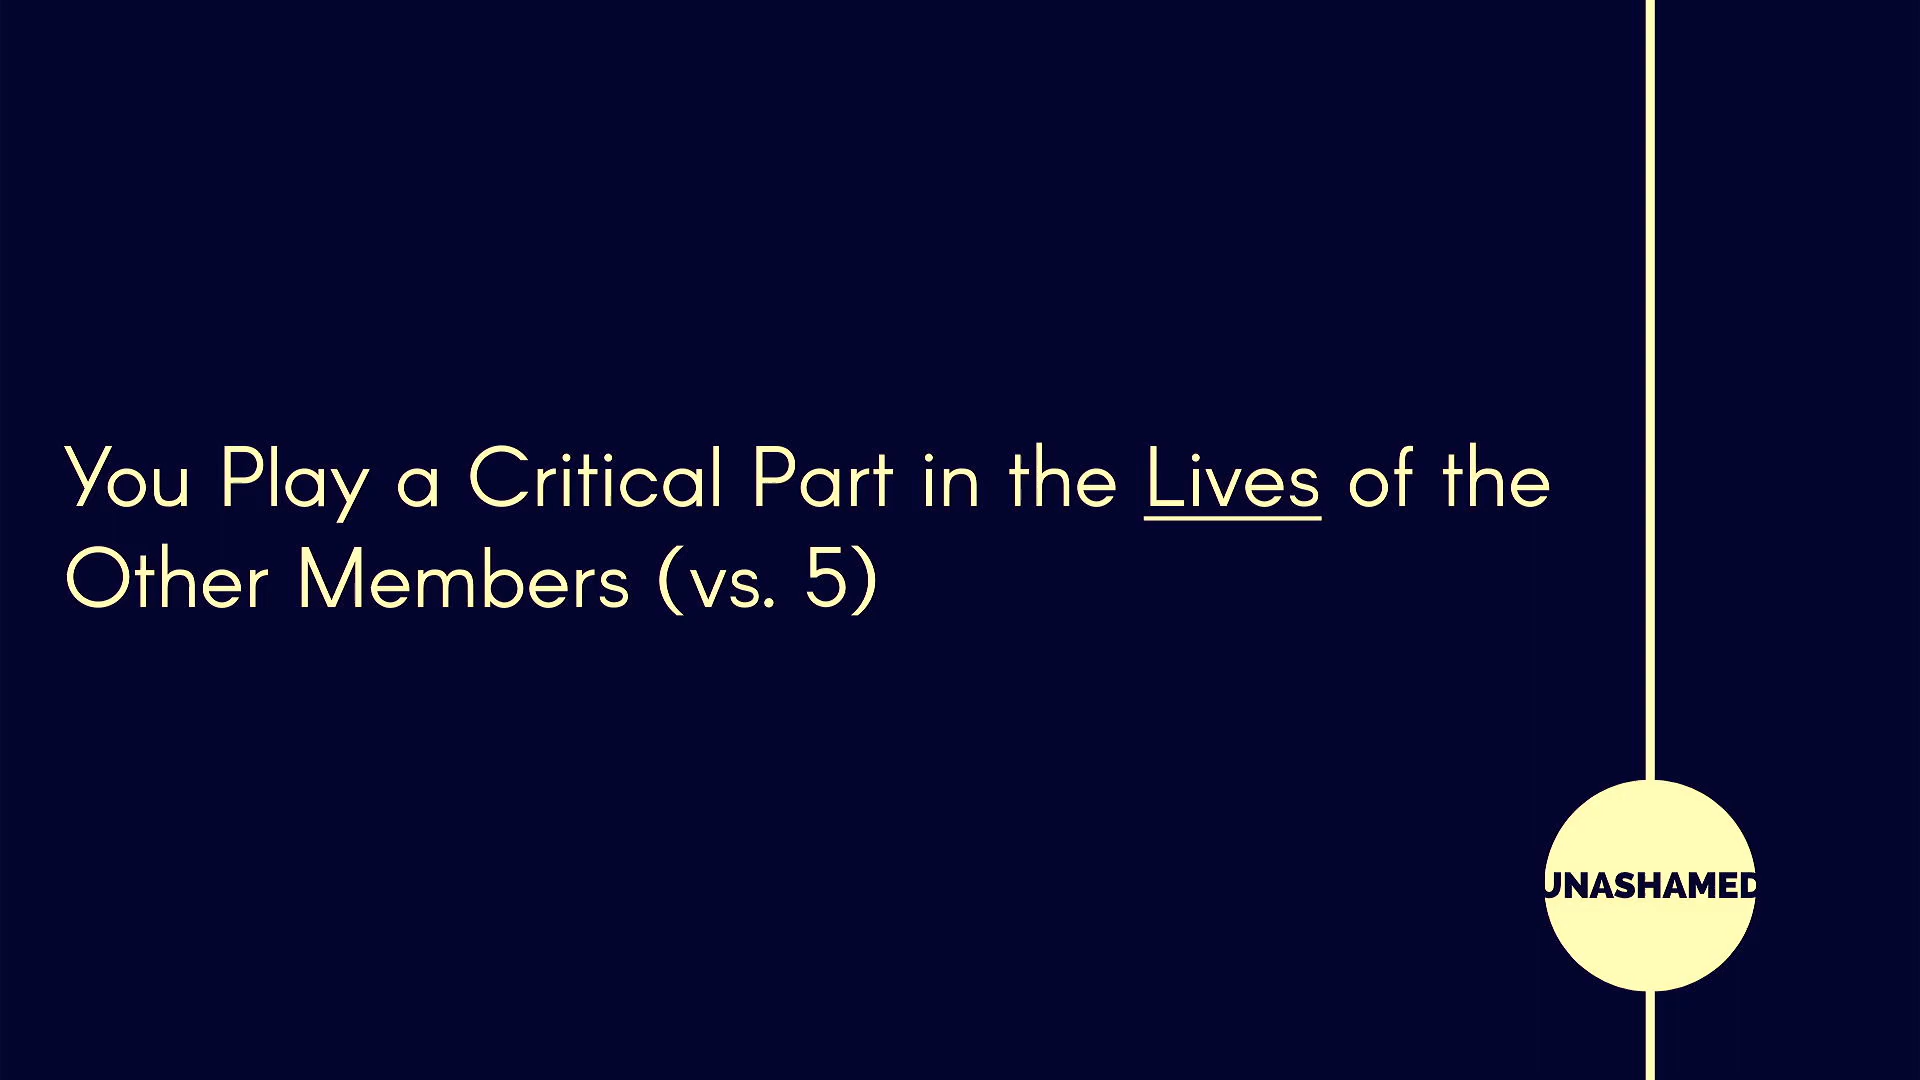 You Play a Critical Part in the Lives of the
Other Members (vs. 5)
UNASHAMED